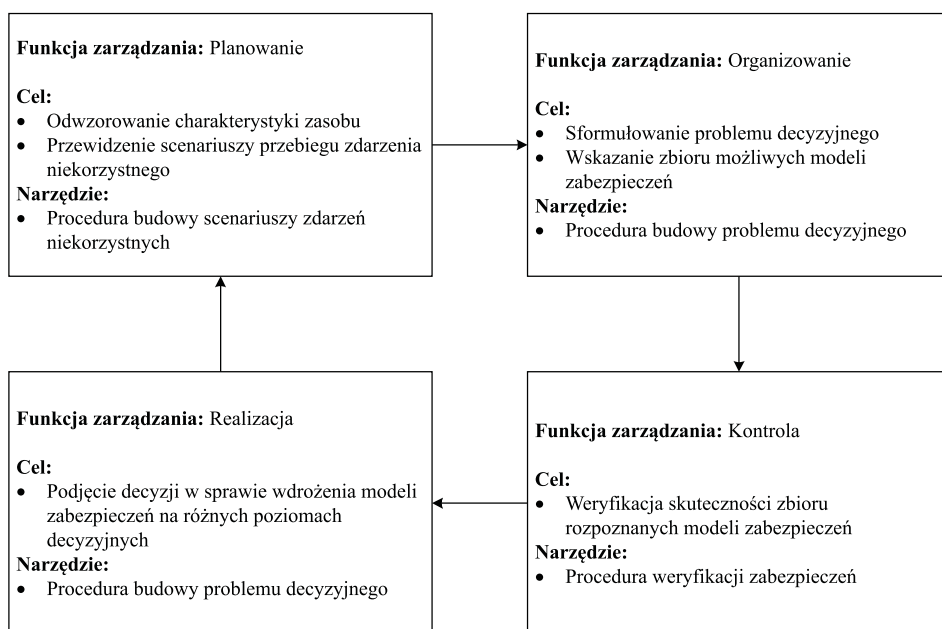 Funkcja zarządzania: Planowanie
Cel:
• Odwzorowanie charakterystyki zasobu
• Przewidzenie scenariuszy przebiegu zdarzenia
niekorzystnego
Narzędzie:
• Procedura budowy scenariuszy zdarzeń
niekorzystnych
Funkcja zarządzania: Organizowanie
Cel:
• Sformułowanie problemu decyzyjnego
• Wskazanie zbioru możliwych modeli
zabezpieczeń
Narzędzie:
• Procedura budowy problemu decyzyjnego
Funkcja zarządzania: Realizacja
Cel:
• Podjęcie decyzji w sprawie wdrożenia modeli
zabezpieczeń na różnych poziomach
decyzyjnych
Narzędzie:
• Procedura budowy problemu decyzyjnego
Funkcja zarządzania: Kontrola
Cel:
• Weryfikacja skuteczności zbioru
rozpoznanych modeli zabezpieczeń
Narzędzie:
• Procedura weryfikacji zabezpieczeń